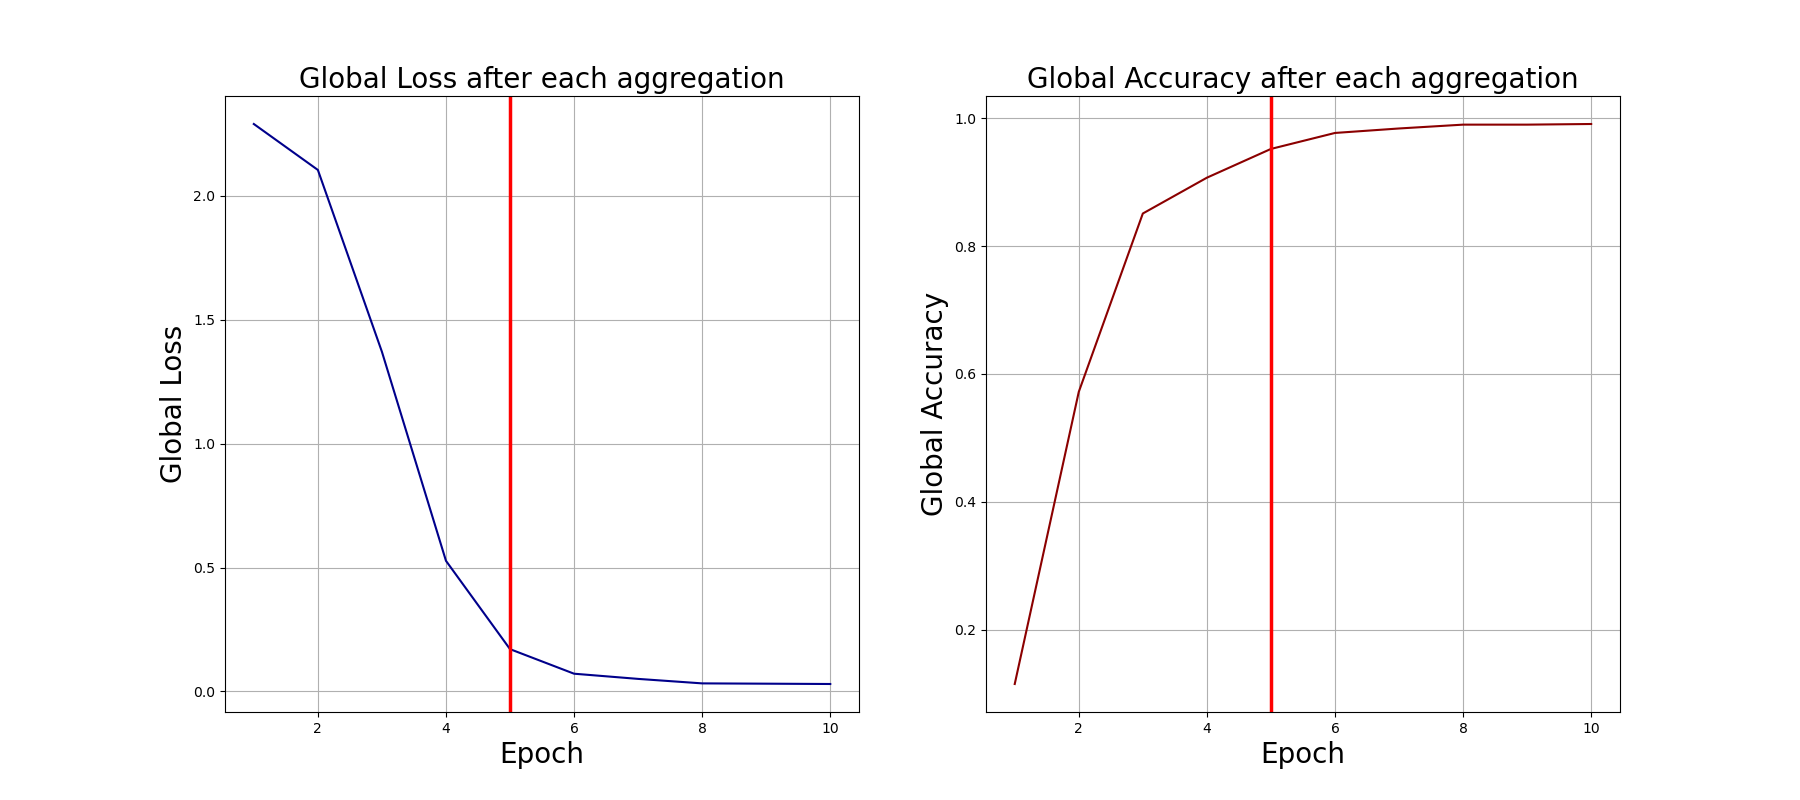 Global Loss after each aggregation
Global Loss
2.0
1.5
1.0
0.5
0.0
2 4 6 8 10
Epoch
Global Accuracy after each aggregation
Global Accuracy
1.0
0.8
0.6
0.4
0.2
2 4 6 8 10
Epoch